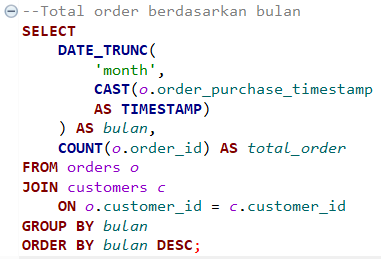 --Total order berdasarkan bulan
SELECT
DATE_TRUNC(
'month',
CAST(o.order_purchase_timestamp
AS TIMESTAMP)
) AS bulan,
COUNT(o.order_id) AS total_order
FROM orders o
JOIN customers c
ON o.customer_id = c.customer_id
GROUP BY bulan
ORDER BY bulan DESC;